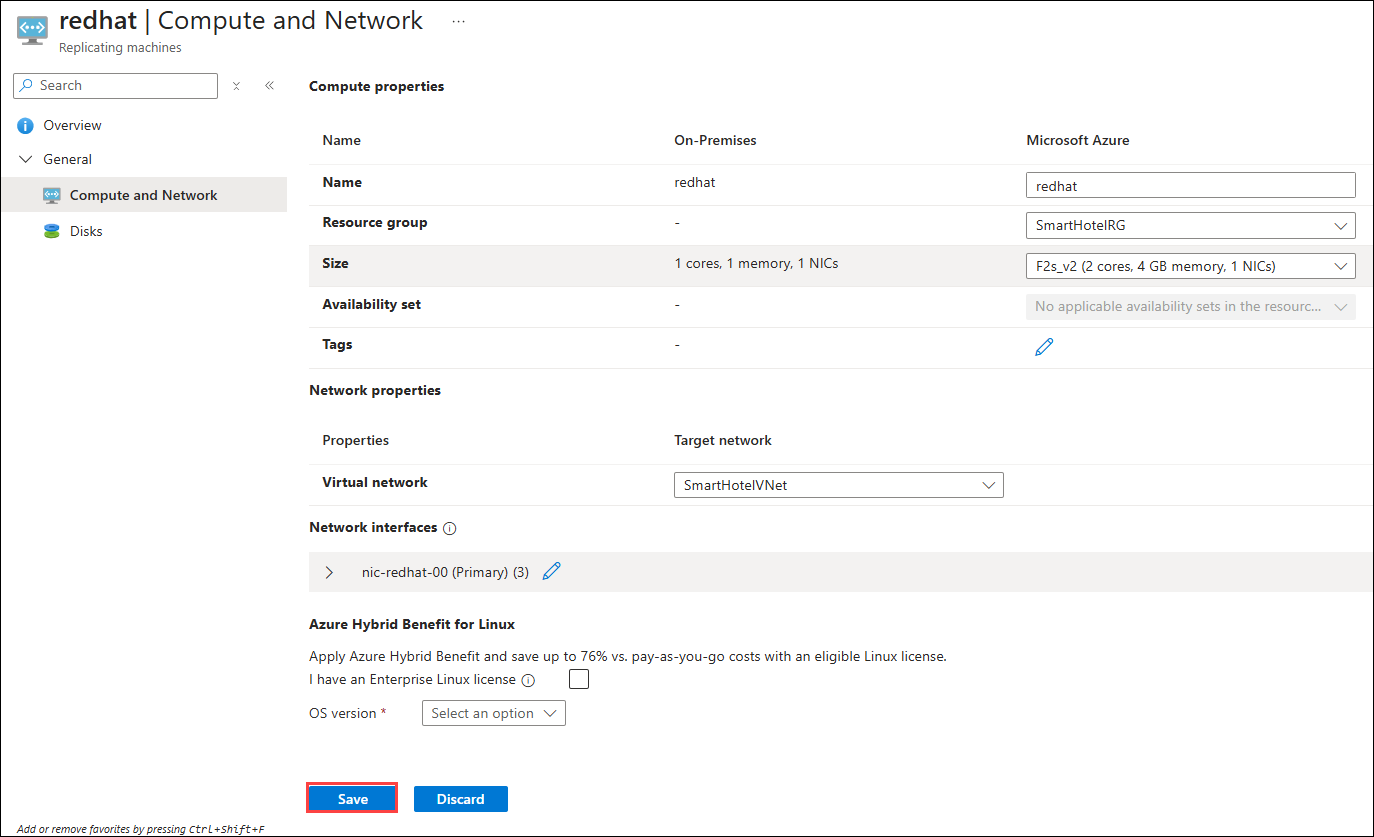 redhat | Compute and Network ...
Replicating machines
Search
Overview
General
Compute and Network
Disks
Compute properties
Name On-Premises Microsoft Azure
Name redhat redhat
Resource group - SmartHotelRG
Size 1 cores, 1 memory, 1 NICs F2s_v2 (2 cores, 4 GB memory, 1 NICs)
Availability set - No applicable availability sets in the resourc...
Tags -
Network properties
Properties Target network
Virtual network SmartHotelVNet
Network interfaces
nic-redhat-00 (Primary) (3)
Azure Hybrid Benefit for Linux
Apply Azure Hybrid Benefit and save up to 76% vs. pay-as-you-go costs with an eligible Linux license.
I have an Enterprise Linux license
OS version * Select an option
Save Discard
Add or remove favorites by pressing Ctrl+Shift+F